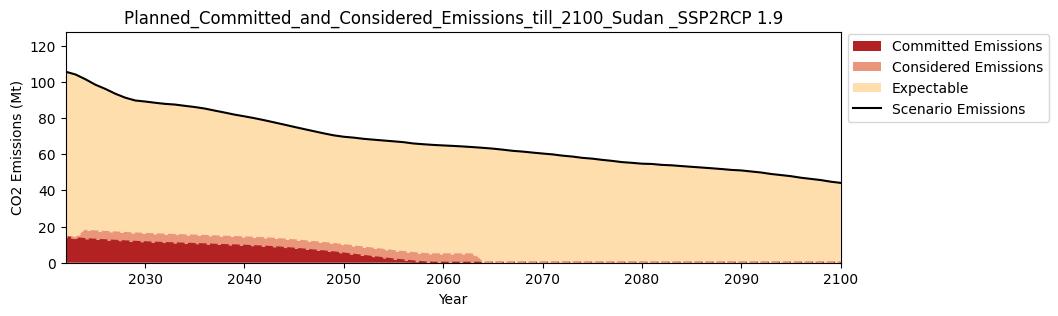 Planned_Committed_and_Considered_Emissions_till_2100_Sudan _SSP2RCP 1.9
120
100
80
60
40
20
0
CO2 Emissions (Mt)
2030
2040
2050
2060
2070
2080
2090
2100
Year
Committed Emissions
Considered Emissions
Expectable
Scenario Emissions